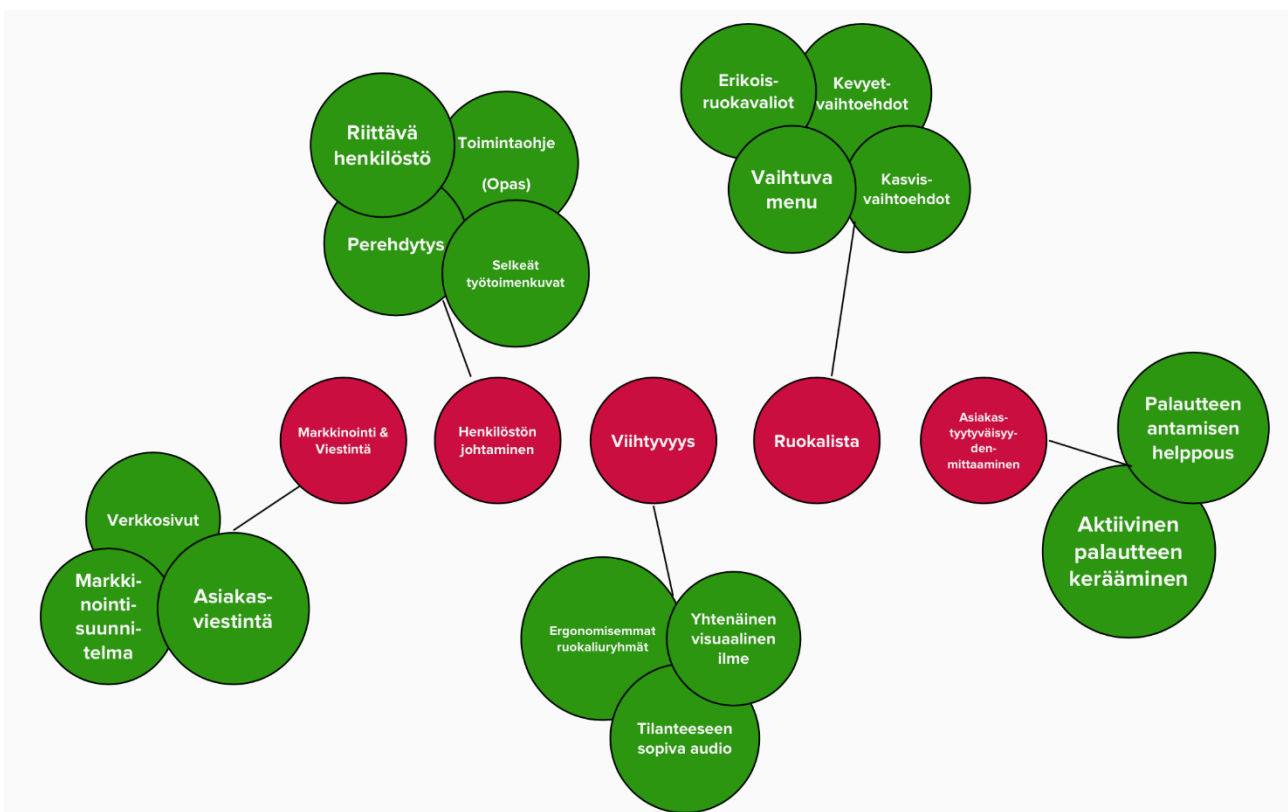 Riittävä
henkilöstö
Toimintaohje
(Opas)
Perehdytys
Selkeät
työtoimenkuvat
Erikois-
ruokavaliot
Kevyet-
vaihtoehdot
Vaihtuva
menu
Kasvis-
vaihtoehdot
Markkinointi &
Viestintä
Henkilöstön
johtaminen
Viihtyvyys
Ruokalista
Asiakas-
tyytyväisyy-
den-
mittaaminen
Palautteen
antamisen
helppous
Aktiivinen
palautteen
kerääminen
Verkkosivut
Markki-
nointi-
suunni-
telma
Asiakas-
viestintä
Ergonomisemmat
ruokaliuryhmät
Yhtenäinen
visuaalinen
ilme
Tilanteeseen
sopiva audio